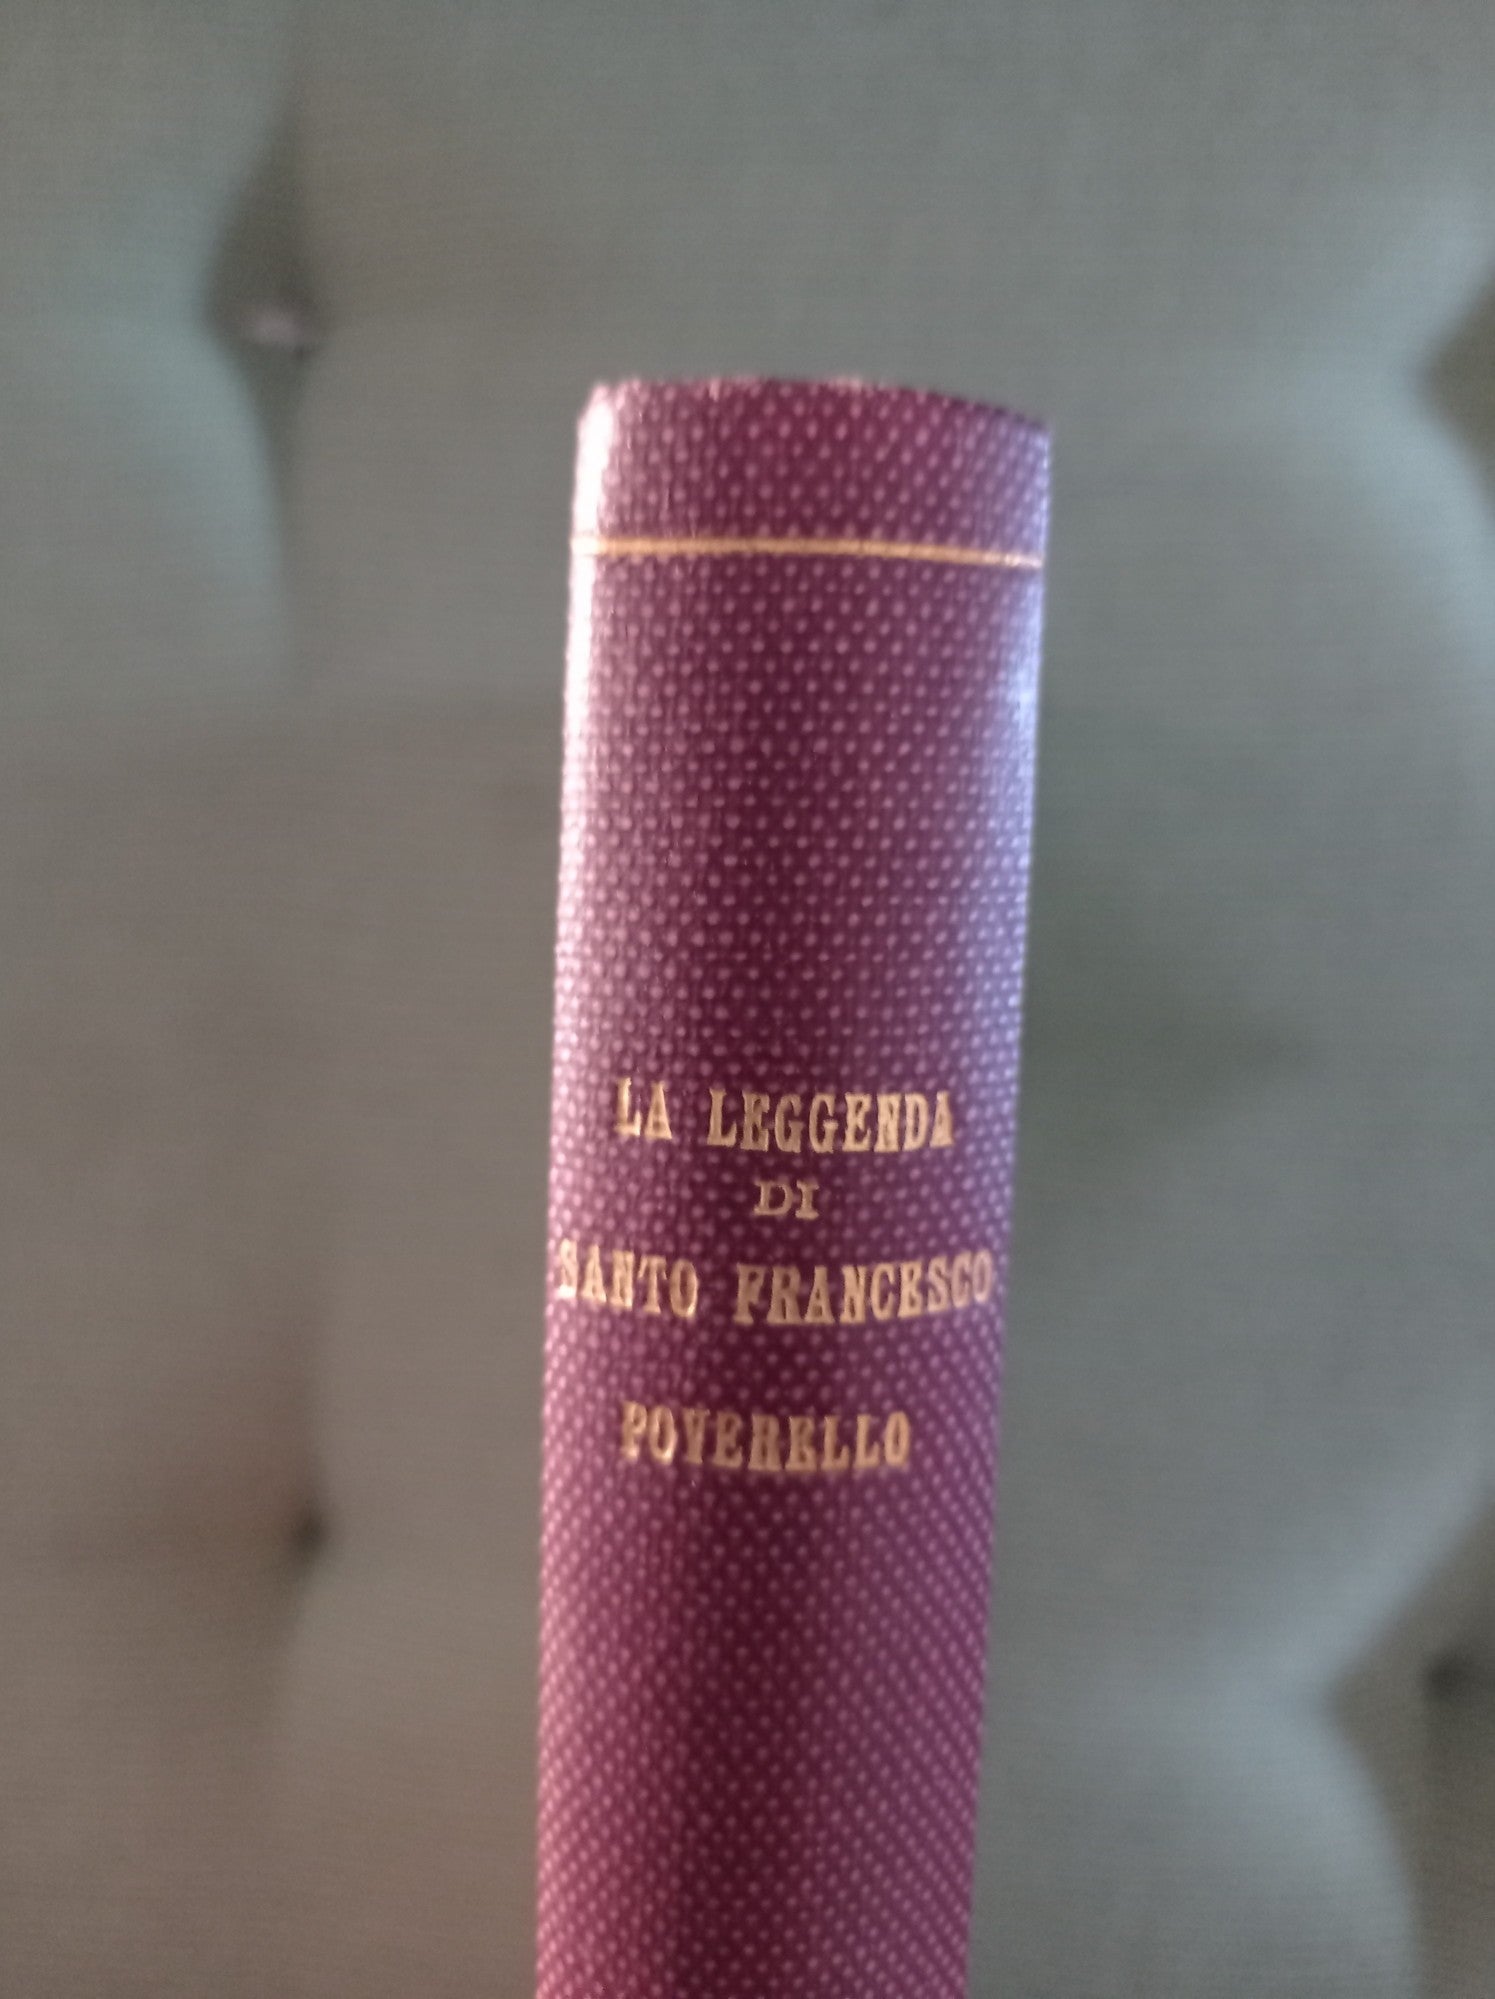 LA LEGGENDA
DI
SANTO FRANCESCO
POVERELLO